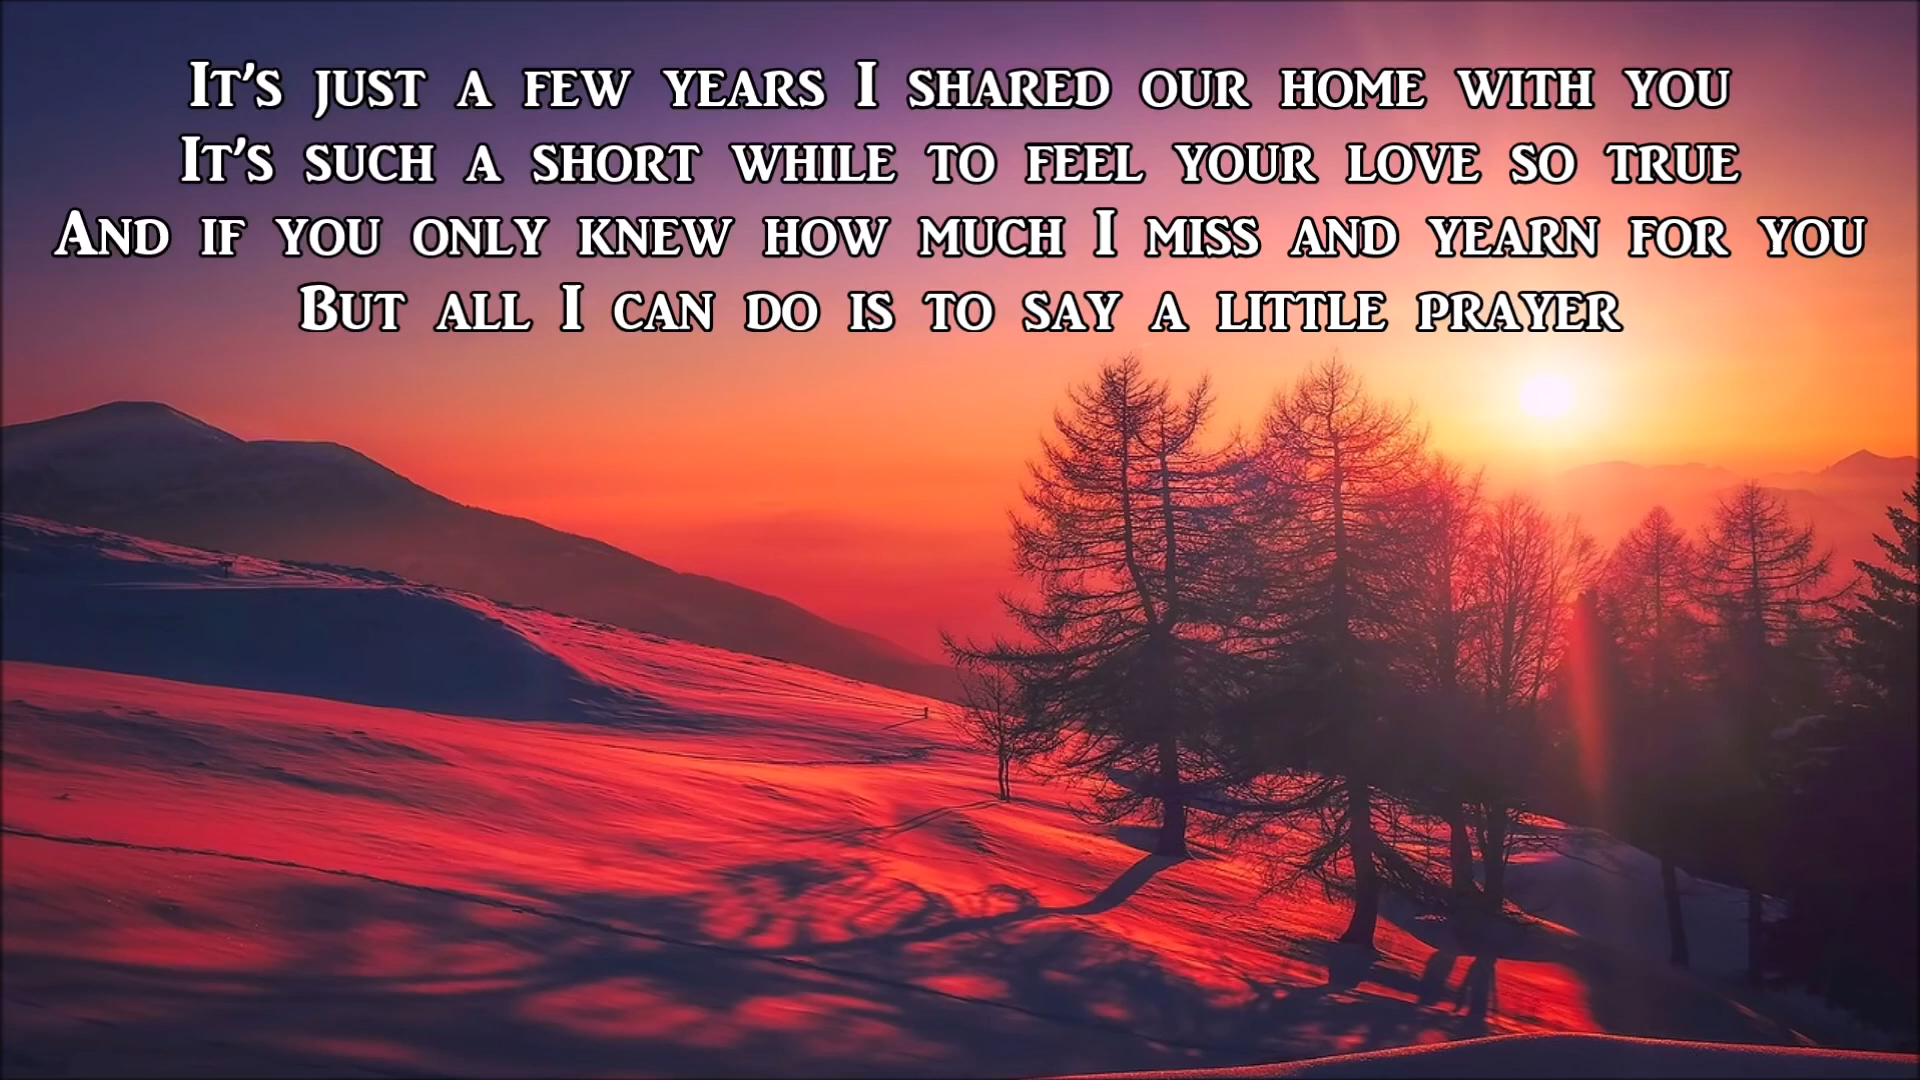 It's just a few years I shared our home with you
It's such a short while to feel your love so true
And if you only knew how much I miss and yearn for you
But all I can do is to say a little prayer